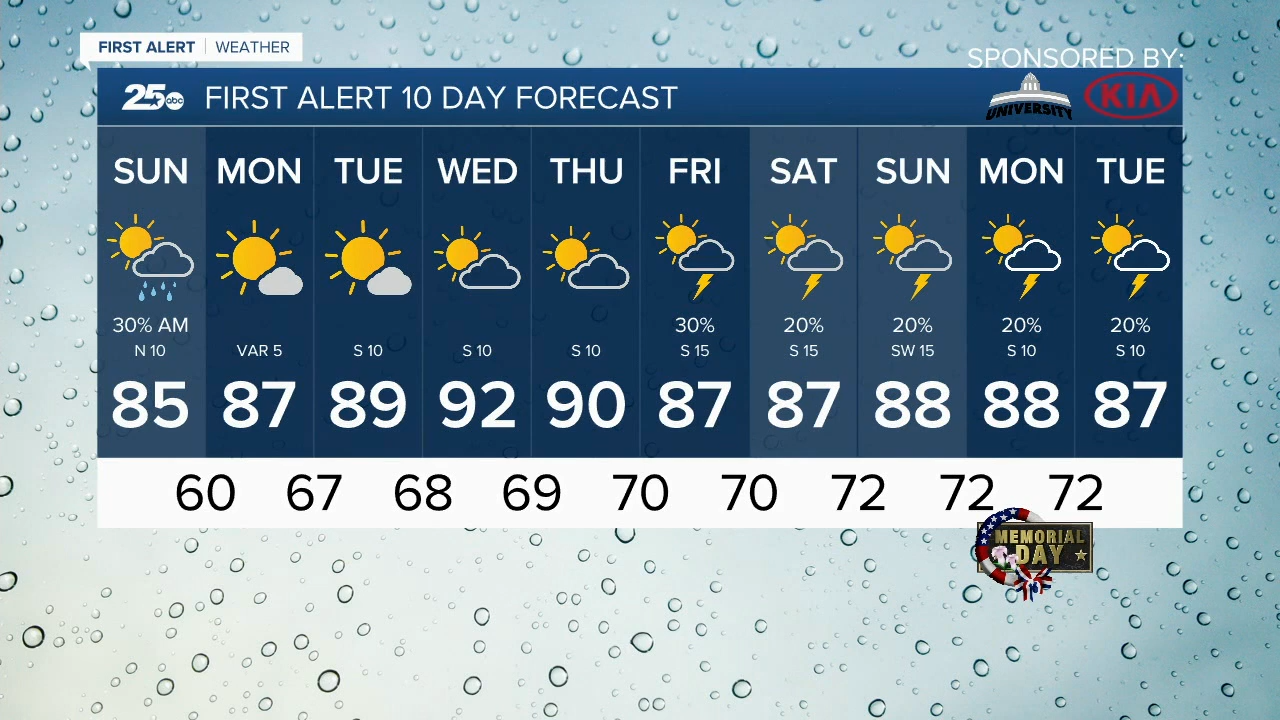 FIRST ALERT WEATHER
SPONSORED BY:
25 abc FIRST ALERT 10 DAY FORECAST UNIVERSITY KIA
SUN MON TUE WED THU FRI SAT SUN MON TUE
30% AM 30% 20% 20% 20% 20%
N 10 VAR 5 S 10 S 10 S 10 S 15 S 15 SW 15 S 10 S 10
85 87 89 92 90 87 87 88 88 87
60 67 68 69 70 70 72 72 72
MEMORIAL
DAY